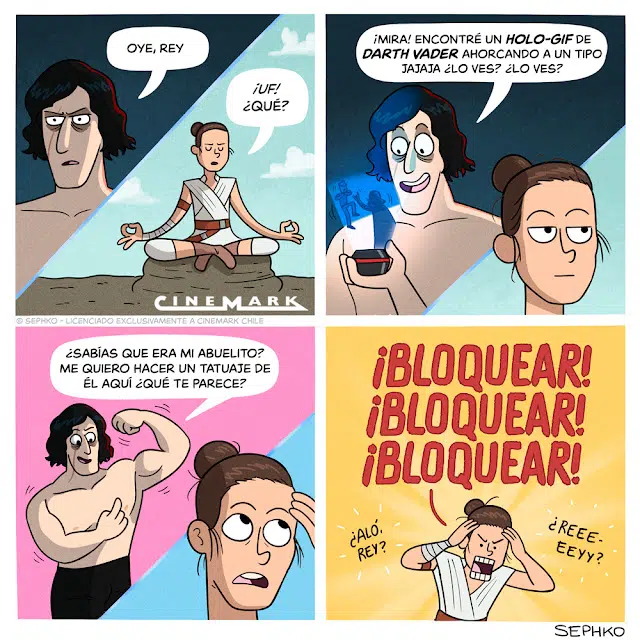 OYE, REY
¡UF!
¿QUÉ?
CINEMARK
© SEPHKO - LICENCIADO EXCLUSIVAMENTE A CINEMARK CHILE
¡MIRA! ENCONTRÉ UN HOLO-GIF DE
DARTH VADER AHORCANDO A UN TIPO
JAJAJA ¿LO VES? ¿LO VES?
¿SABÍAS QUE ERA MI ABUELITO?
ME QUIERO HACER UN TATUAJE DE
ÉL AQUÍ ¿QUÉ TE PARECE?
¡BLOQUEAR!
¡BLOQUEAR!
¡BLOQUEAR!
¿ALÓ,
REY?
¿REEE-
EEYY?
SEPHKO